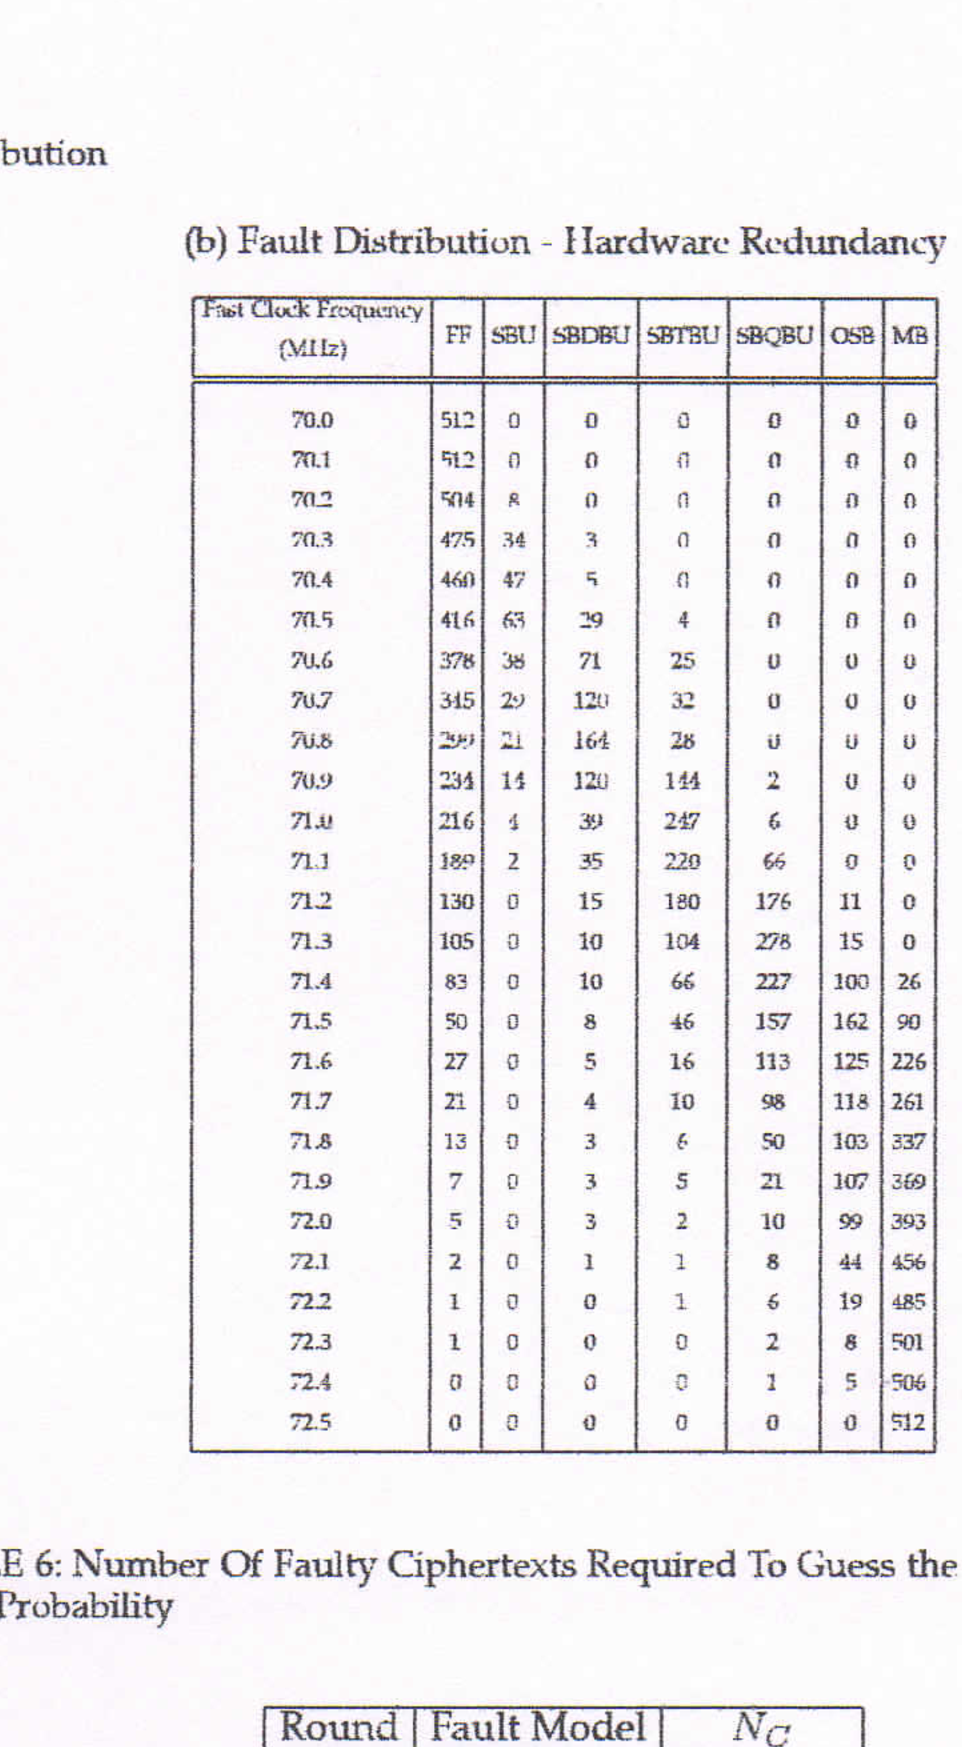 bution
(b) Fault Distribution - Hardware Redundancy
Fast Clock Frequency
(MHz) FF SBU SBDBU SBTBU SBQBU OSB MB
70.0 512 0 0 0 0 0 0
70.1 512 0 0 0 0 0 0
70.2 504 8 0 0 0 0 0
70.3 475 34 3 0 0 0 0
70.4 460 47 5 0 0 0 0
70.5 416 63 29 4 0 0 0
70.6 378 38 71 25 0 0 0
70.7 345 29 120 32 0 0 0
70.8 299 21 164 28 0 0 0
70.9 234 14 120 144 2 0 0
71.0 216 4 39 247 6 0 0
71.1 189 2 35 220 66 0 0
71.2 130 0 15 180 176 11 0
71.3 105 0 10 104 278 15 0
71.4 83 0 10 66 227 100 26
71.5 50 0 8 46 157 162 90
71.6 27 0 5 16 113 125 226
71.7 21 0 4 10 98 118 261
71.8 13 0 3 6 50 103 337
71.9 7 0 3 5 21 107 369
72.0 5 0 3 2 10 99 393
72.1 2 0 1 1 8 44 456
72.2 1 0 0 1 6 19 485
72.3 1 0 0 0 2 8 501
72.4 0 0 0 0 1 5 506
72.5 0 0 0 0 0 0 512
E 6: Number Of Faulty Ciphertexts Required To Guess the
Probability
Round Fault Model N_C